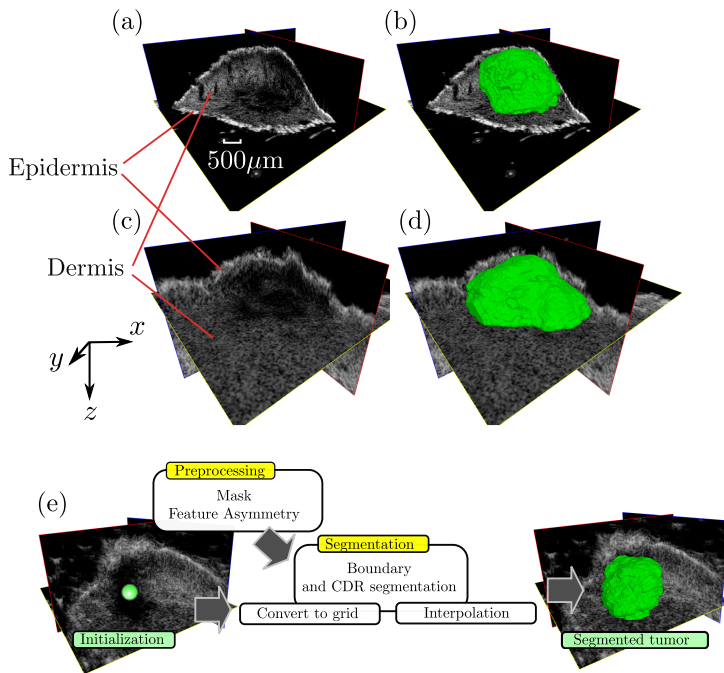 (a)
(b)
500μm
Epidermis
(c)
(d)
Dermis
x
y
z
(e)
Preprocessing
Mask
Feature Asymmetry
Segmentation
Boundary
and CDR segmentation
Convert to grid
Interpolation
Initialization
Segmented tumor